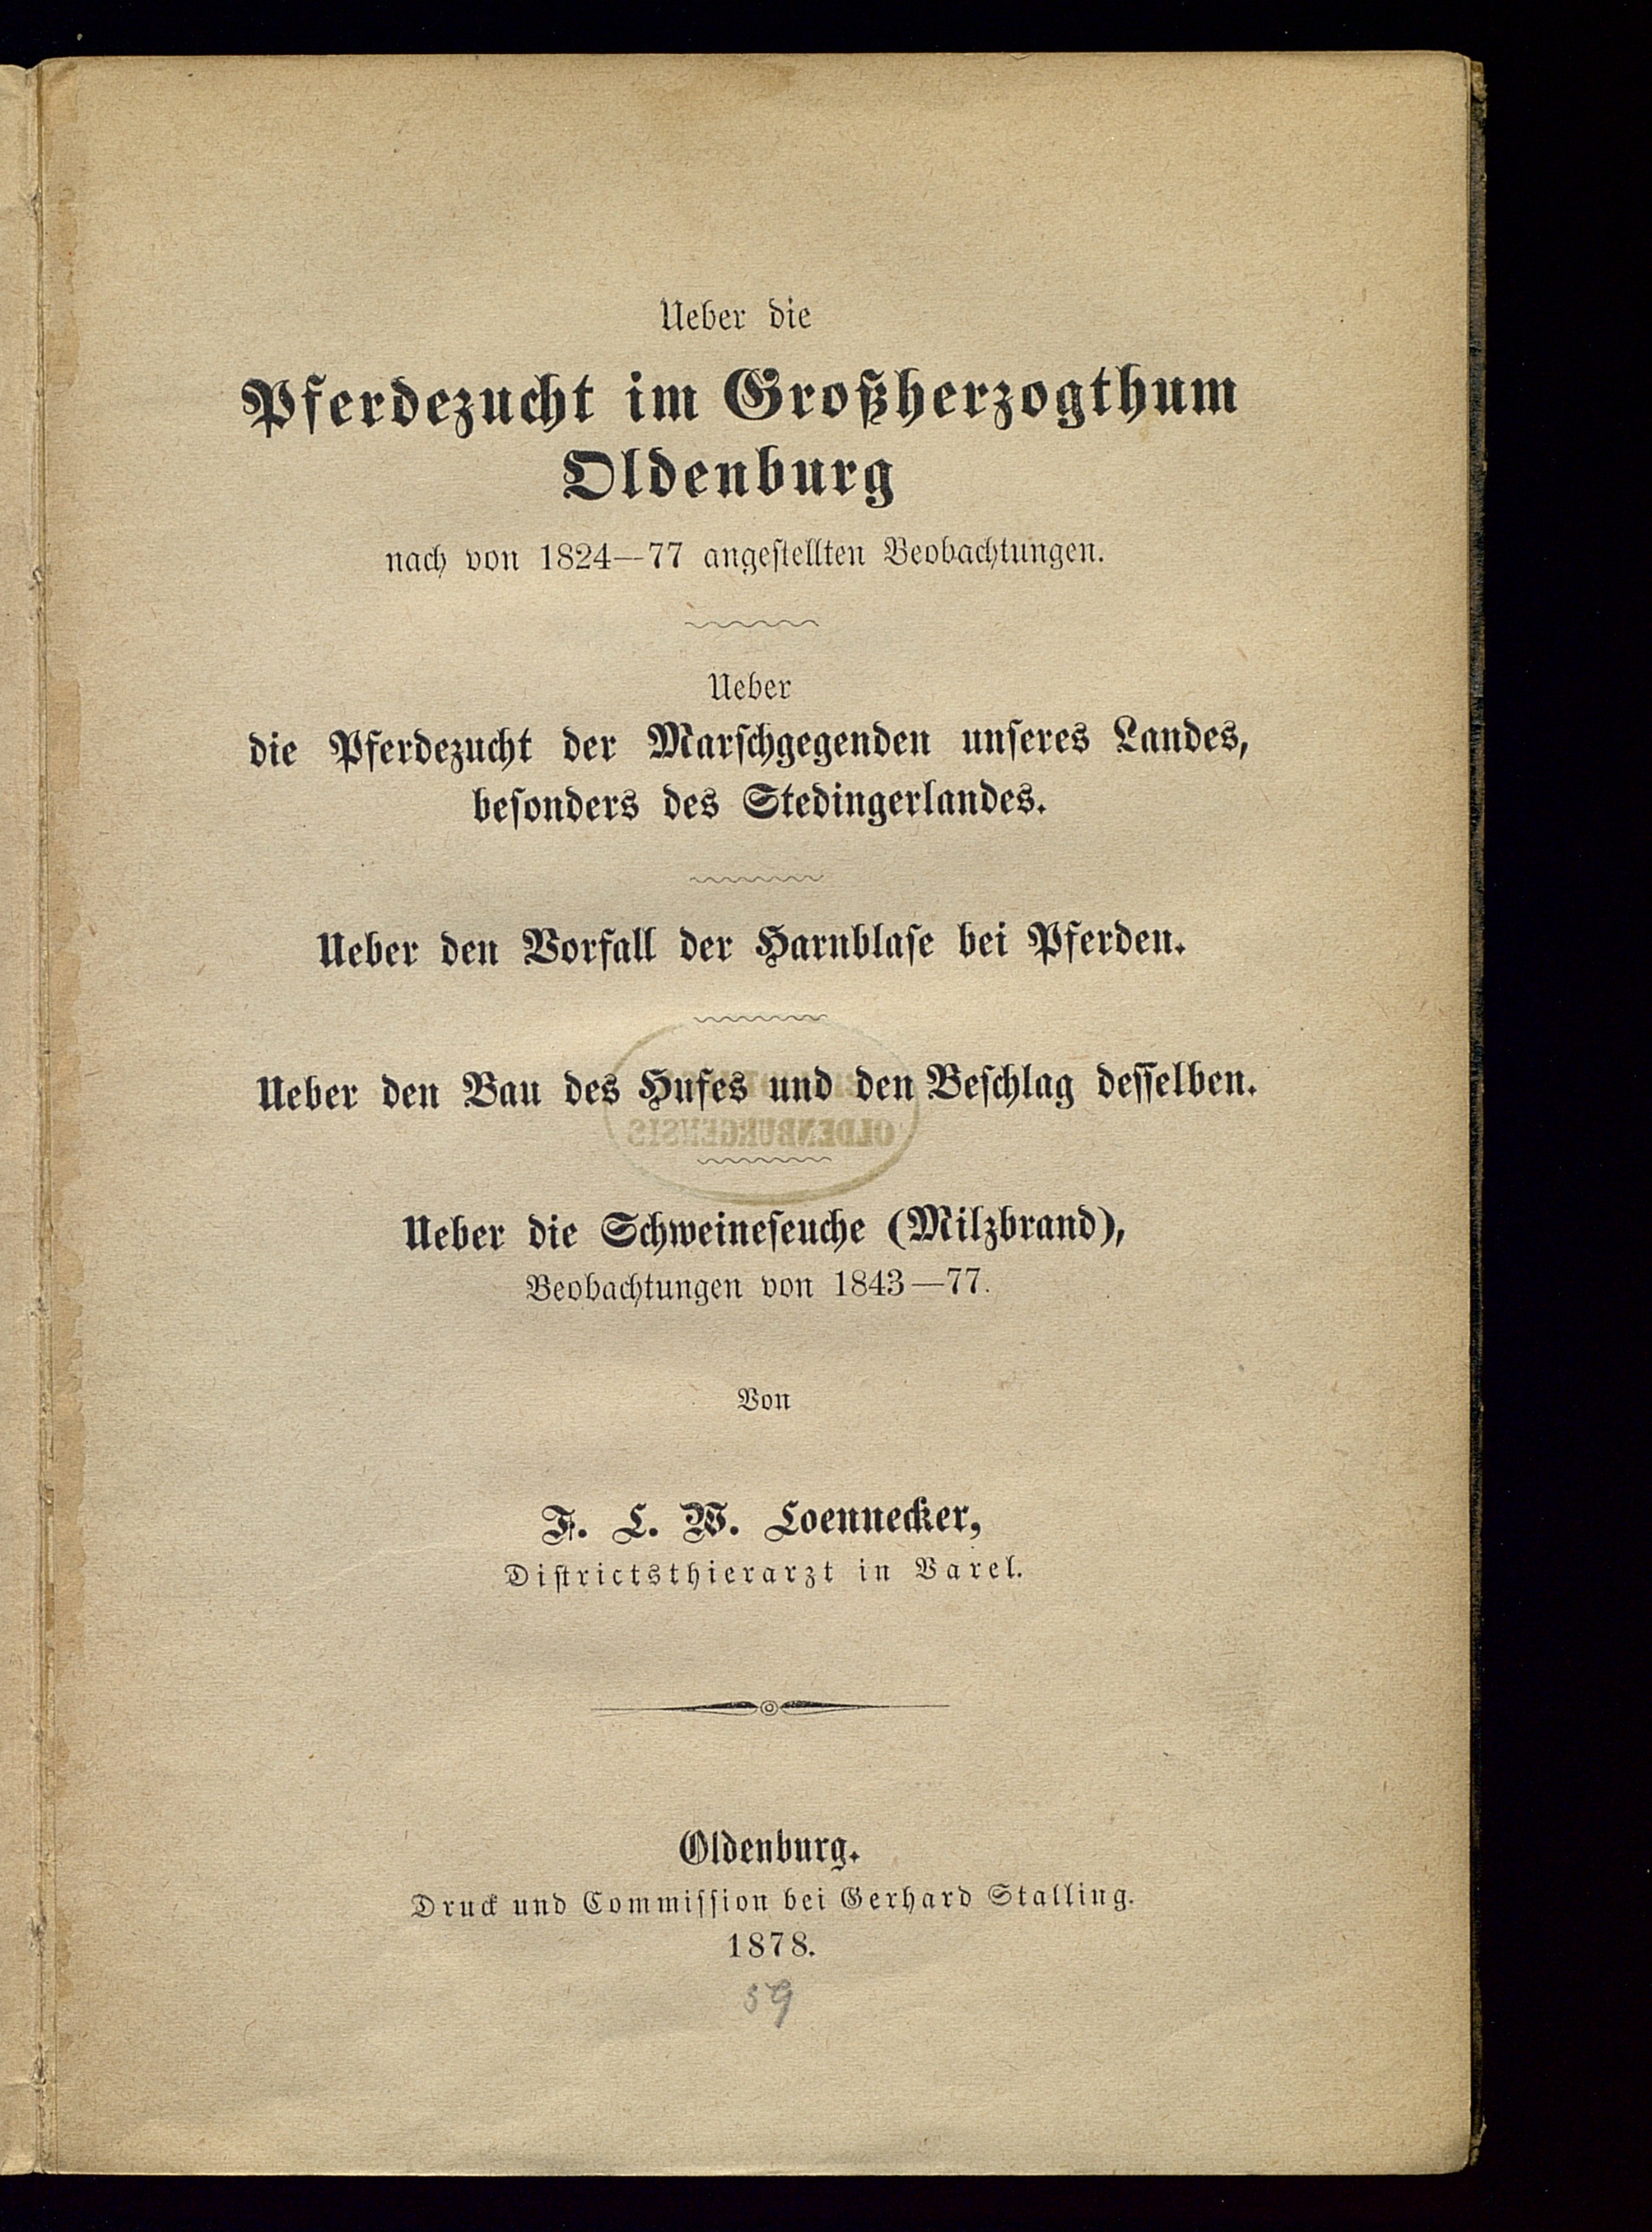 Ueber die
Pferdezucht im Großherzogthum
Oldenburg
nach von 1824—77 angestellten Beobachtungen.
Ueber
die Pferdezucht der Marschgegenden unseres Landes,
besonders des Stedingerlandes.
Ueber den Vorfall der Harnblase bei Pferden.
Ueber den Bau des Hufes und den Beschlag desselben.
OLDENBURGENSIS
Ueber die Schweineseuche (Milzbrand),
Beobachtungen von 1843—77.
Von
F. L. W. Loennecker,
Districtsthierarzt in Varel.
Oldenburg.
Druck und Commission bei Gerhard Stalling.
1878.
59